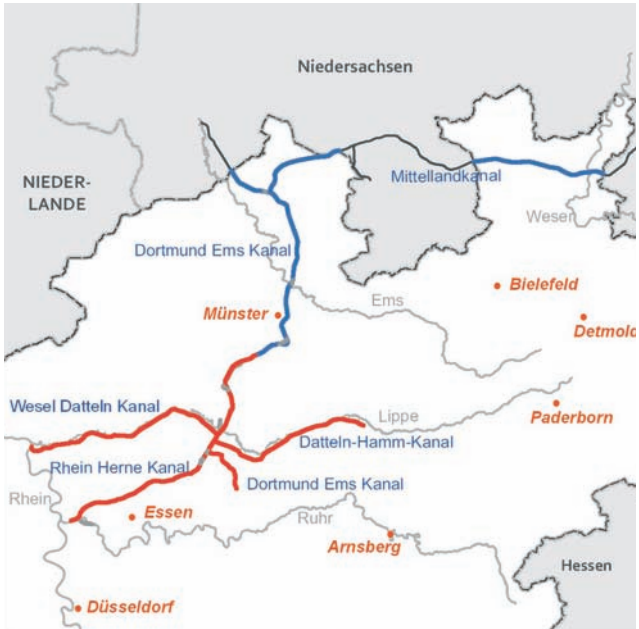 Niedersachsen
NIEDER-
LANDE
Mittellandkanal
Weser
Dortmund Ems Kanal
Bielefeld
Ems
Münster
Detmold
Wesel Datteln Kanal
Lippe
Paderborn
Datteln-Hamm-Kanal
Rhein Herne Kanal
Dortmund Ems Kanal
Rhein
Essen
Ruhr
Arnsberg
Hessen
Düsseldorf